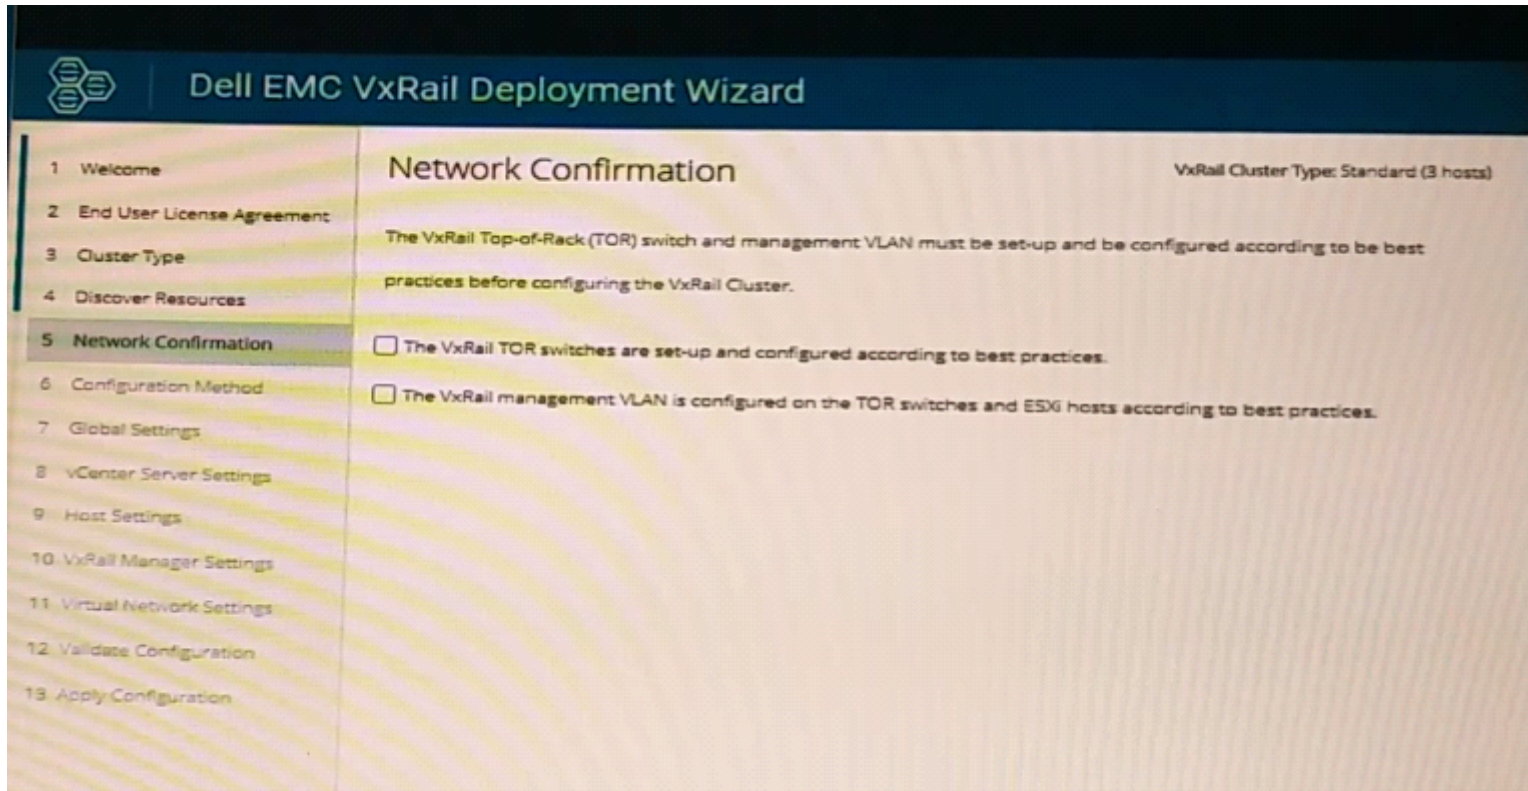 Dell EMC VxRail Deployment Wizard
1 Welcome
2 End User License Agreement
3 Cluster Type
4 Discover Resources
5 Network Confirmation
6 Configuration Method
7 Global Settings
8 vCenter Server Settings
9 Host Settings
10 VxRail Manager Settings
11 Virtual Network Settings
12 Validate Configuration
13 Apply Configuration
Network Confirmation
VxRail Cluster Type: Standard (3 hosts)
The VxRail Top-of-Rack (TOR) switch and management VLAN must be set-up and be configured according to be best
practices before configuring the VxRail Cluster.
The VxRail TOR switches are set-up and configured according to best practices.
The VxRail management VLAN is configured on the TOR switches and ESXi hosts according to best practices.